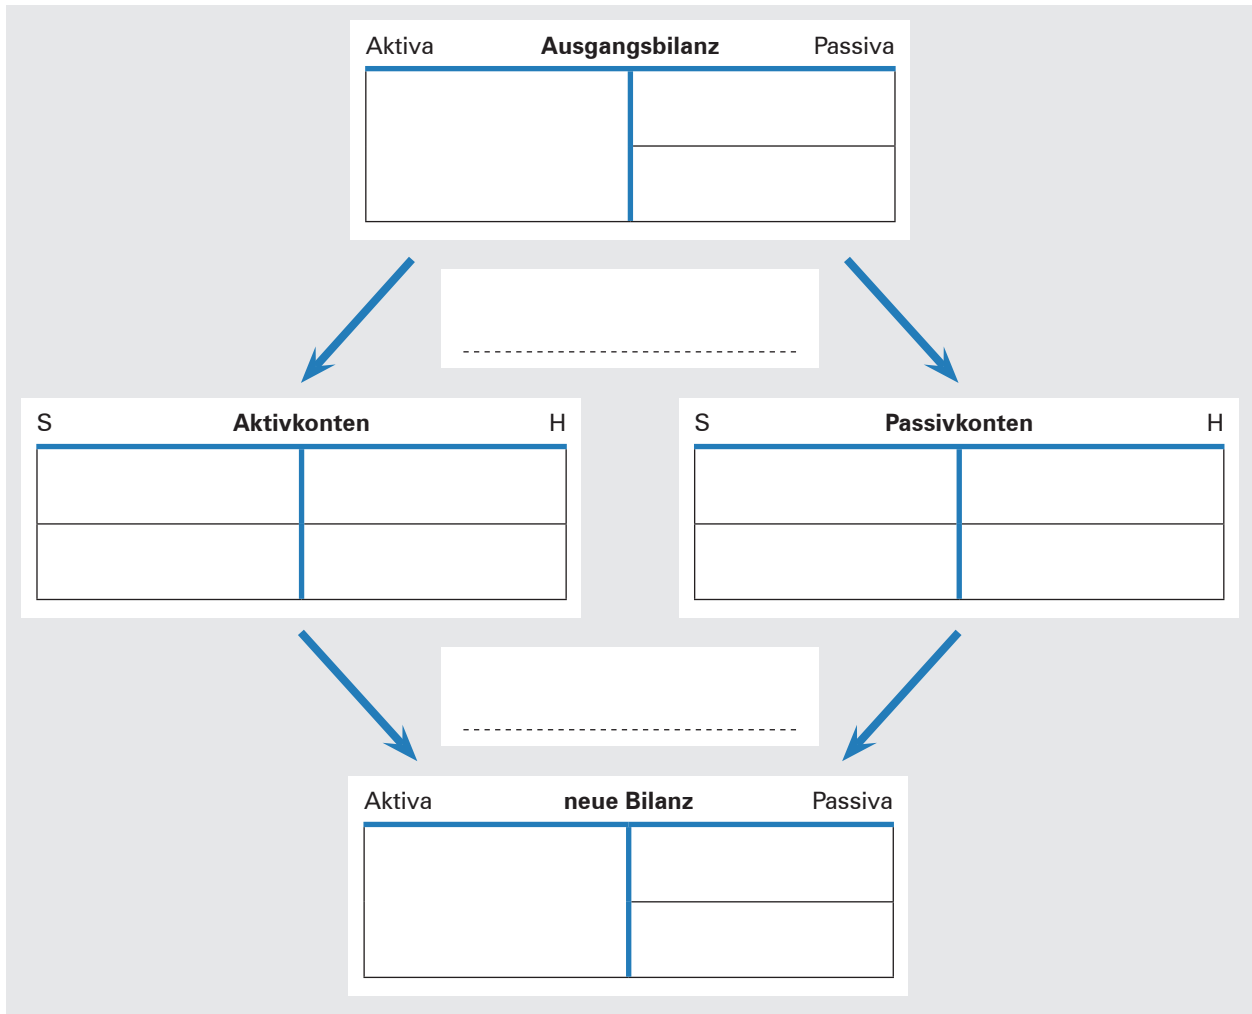 Aktiva Ausgangsbilanz Passiva
S Aktivkonten H
S Passivkonten H
Aktiva neue Bilanz Passiva